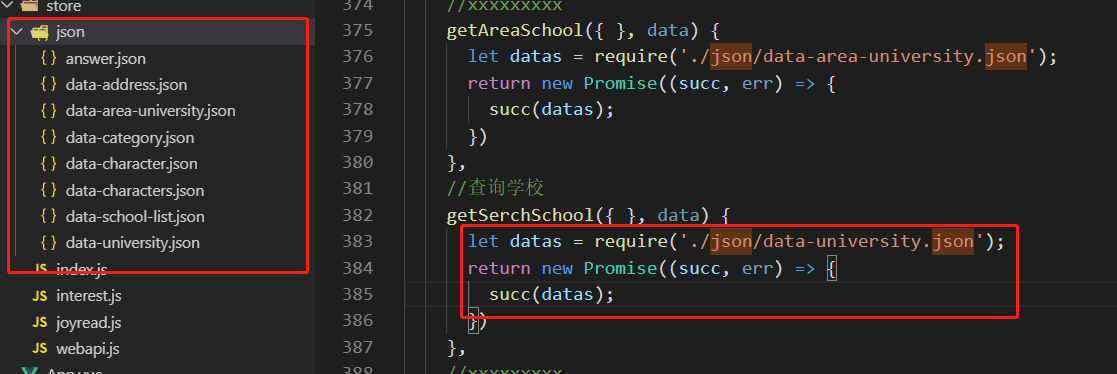 store
json
answer.json
data-address.json
data-area-university.json
data-category.json
data-character.json
data-characters.json
data-school-list.json
data-university.json
JS index.js
JS interest.js
JS joyread.js
JS webapi.js
App.vue
374 //xxxxxxxxx
375 getAreaSchool({ }, data) {
376 let datas = require('./json/data-area-university.json');
377 return new Promise((succ, err) => {
378 succ(datas);
379 })
380 },
381 //查询学校
382 getSerchSchool({ }, data) {
383 let datas = require('./json/data-university.json');
384 return new Promise((succ, err) => {
385 succ(datas);
386 })
387 },
388 //xxxxxxxxx